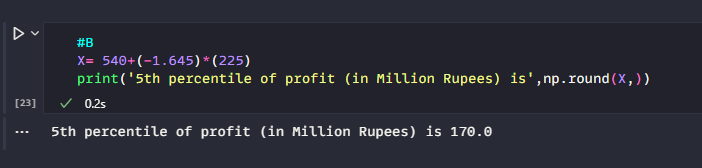 #B
X= 540+(-1.645)*(225)
print('5th percentile of profit (in Million Rupees) is',np.round(X,))
[23]
0.2s
... 5th percentile of profit (in Million Rupees) is 170.0